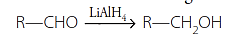 R—CHO —LiAlH₄→ R—CH₂OH